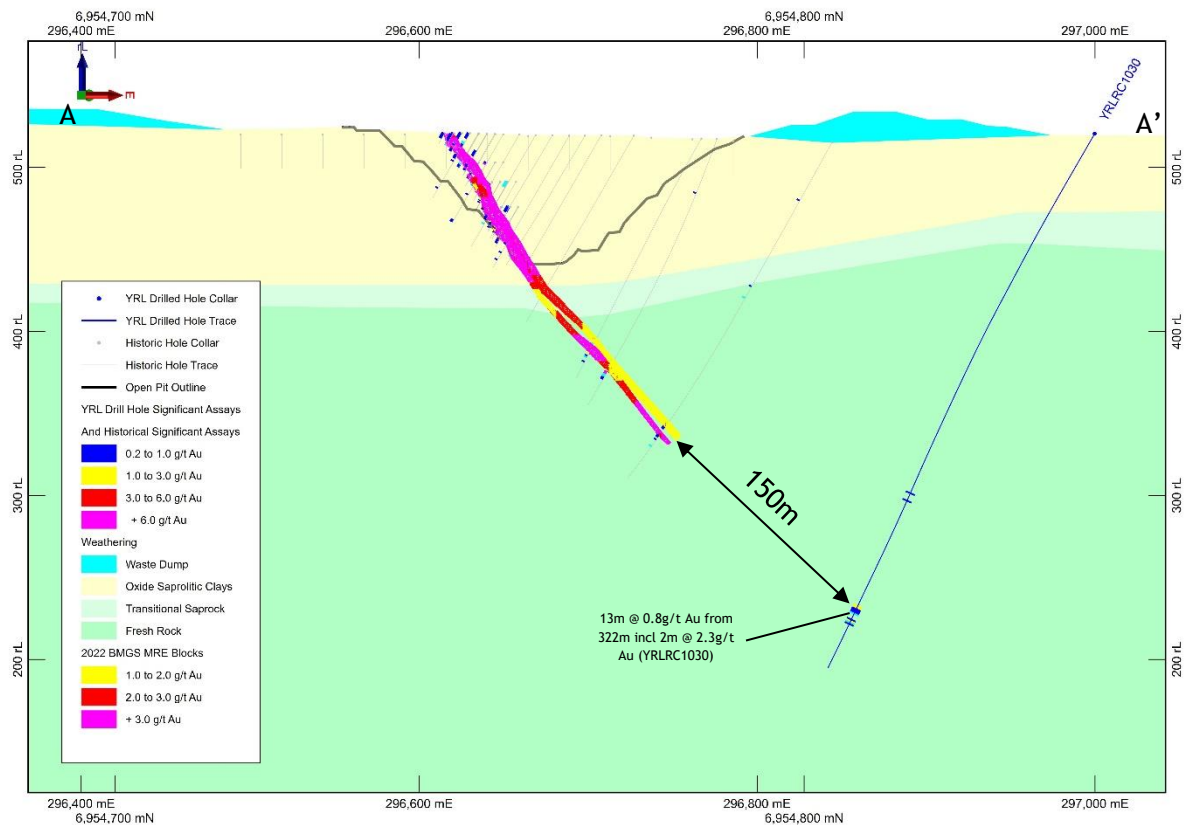 6,954,700 mN
6,954,800 mN
296,400 mE
296,600 mE
296,800 mE
297,000 mE
rL
E
A
A’
YRLRC1030
500 rL
500 rL
400 rL
400 rL
300 rL
300 rL
200 rL
200 rL
YRL Drilled Hole Collar
YRL Drilled Hole Trace
Historic Hole Collar
Historic Hole Trace
Open Pit Outline
YRL Drill Hole Significant Assays
And Historical Significant Assays
0.2 to 1.0 g/t Au
1.0 to 3.0 g/t Au
3.0 to 6.0 g/t Au
+ 6.0 g/t Au
Weathering
Waste Dump
Oxide Saprolitic Clays
Transitional Saprock
Fresh Rock
2022 BMGS MRE Blocks
1.0 to 2.0 g/t Au
2.0 to 3.0 g/t Au
+ 3.0 g/t Au
150m
13m @ 0.8g/t Au from
322m incl 2m @ 2.3g/t
Au (YRLRC1030)
296,400 mE
296,600 mE
296,800 mE
297,000 mE
6,954,700 mN
6,954,800 mN